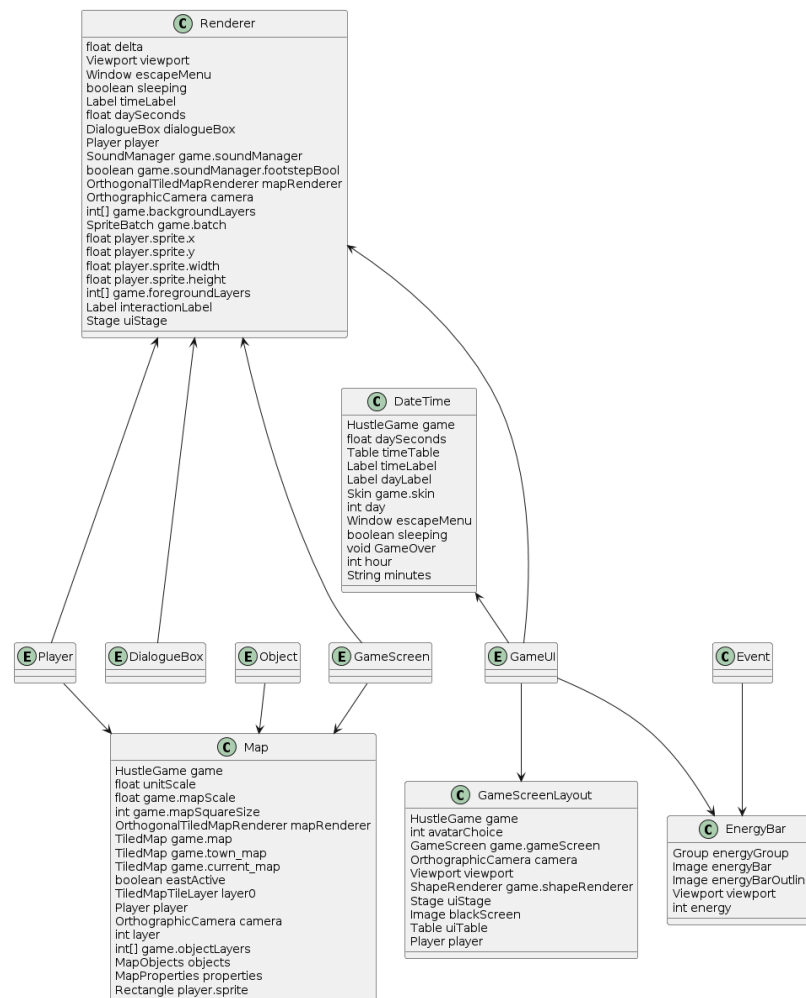 C Renderer
float delta
Viewport viewport
Window escapeMenu
boolean sleeping
Label timeLabel
float daySeconds
DialogueBox dialogueBox
Player player
SoundManager game.soundManager
boolean game.soundManager.footstepBool
OrthogonalTiledMapRenderer mapRenderer
OrthographicCamera camera
int[] game.backgroundLayers
SpriteBatch game.batch
float player.sprite.x
float player.sprite.y
float player.sprite.width
float player.sprite.height
int[] game.foregroundLayers
Label interactionLabel
Stage uiStage
C DateTime
HustleGame game
float daySeconds
Table timeTable
Label timeLabel
Label dayLabel
Skin game.skin
int day
Window escapeMenu
boolean sleeping
void GameOver
int hour
String minutes
E Player
E DialogueBox
E Object
E GameScreen
E GameUI
C Event
C Map
HustleGame game
float unitScale
float game.mapScale
int game.mapSquareSize
OrthogonalTiledMapRenderer mapRenderer
TiledMap game.map
TiledMap game.town_map
TiledMap game.current_map
boolean eastActive
TiledMapTileLayer layer0
Player player
OrthographicCamera camera
int layer
int[] game.objectLayers
MapObjects objects
MapProperties properties
Rectangle player.sprite
C GameScreenLayout
HustleGame game
int avatarChoice
GameScreen game.gameScreen
OrthographicCamera camera
Viewport viewport
ShapeRenderer game.shapeRenderer
Stage uiStage
Image blackScreen
Table uiTable
Player player
C EnergyBar
Group energyGroup
Image energyBar
Image energyBarOutlin
Viewport viewport
int energy